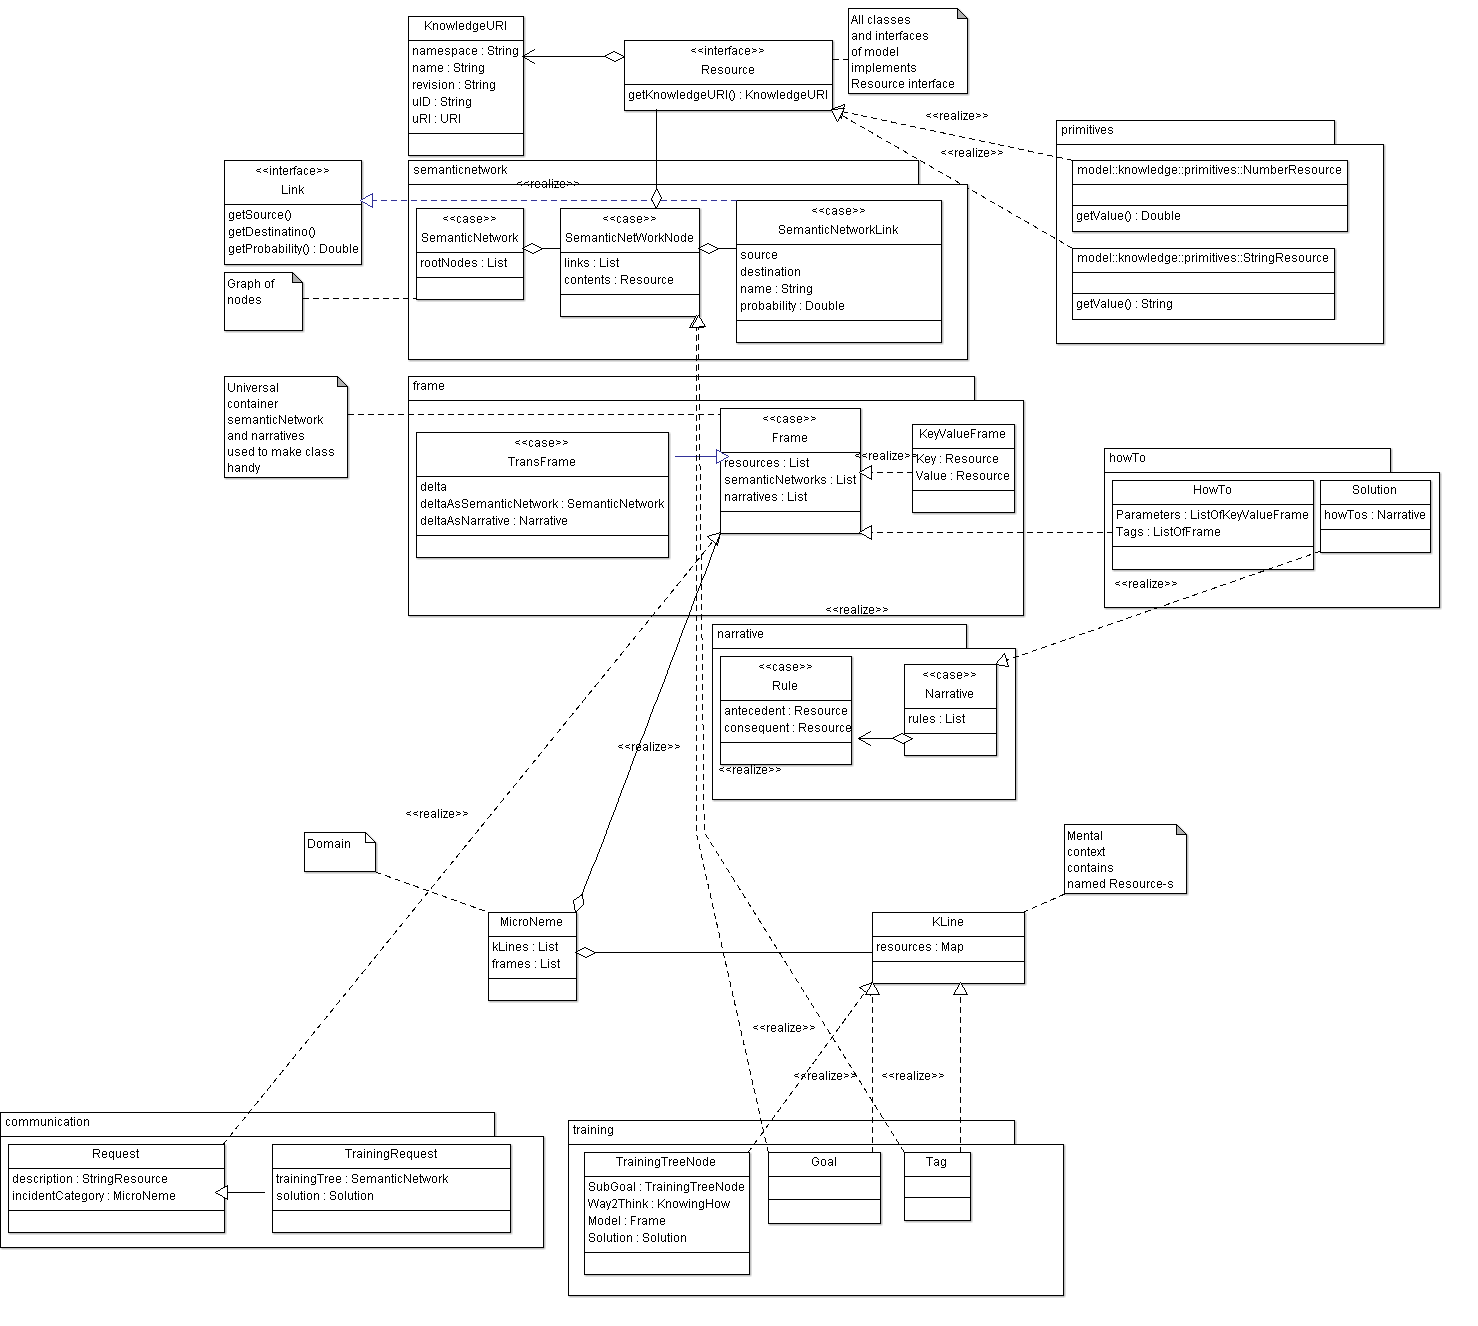 KnowledgeURI
namespace : String
name : String
revision : String
uID : String
uRI : URI
<<interface>>
Resource
getKnowledgeURI() : KnowledgeURI
All classes
and interfaces
of model
implements
Resource interface
<<realize>>
<<realize>>
primitives
model::knowledge::primitives::NumberResource
getValue() : Double
model::knowledge::primitives::StringResource
getValue() : String
<<interface>>
Link
getSource()
getDestinatino()
getProbability() : Double
semanticnetwork
<<realize>>
<<case>>
SemanticNetwork
rootNodes : List
<<case>>
SemanticNetWorkNode
links : List
contents : Resource
<<case>>
SemanticNetworkLink
source
destination
name : String
probability : Double
Graph of
nodes
Universal
container
semanticNetwork
and narratives
used to make class
handy
frame
<<case>>
TransFrame
delta
deltaAsSemanticNetwork : SemanticNetwork
deltaAsNarrative : Narrative
<<case>>
Frame
resources : List
semanticNetworks : List
narratives : List
<<realize>>
KeyValueFrame
Key : Resource
Value : Resource
<<realize>>
howTo
HowTo
Parameters : ListOfKeyValueFrame
Tags : ListOfFrame
Solution
howTos : Narrative
<<realize>>
narrative
<<case>>
Rule
antecedent : Resource
consequent : Resource
<<realize>>
<<case>>
Narrative
rules : List
<<realize>>
<<realize>>
Domain
MicroNeme
kLines : List
frames : List
Mental
context
contains
named Resource-s
KLine
resources : Map
<<realize>>
<<realize>>
<<realize>>
communication
Request
description : StringResource
incidentCategory : MicroNeme
TrainingRequest
trainingTree : SemanticNetwork
solution : Solution
training
TrainingTreeNode
SubGoal : TrainingTreeNode
Way2Think : KnowingHow
Model : Frame
Solution : Solution
Goal
Tag